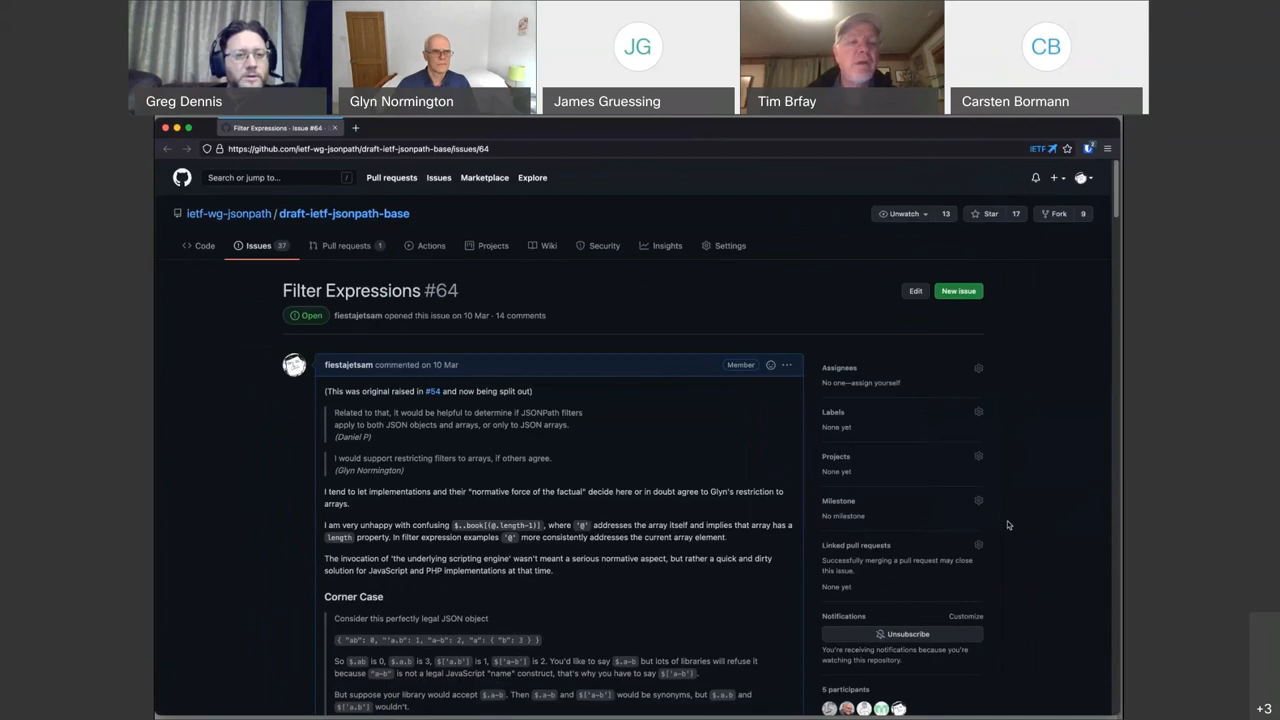 JG
CB
Greg Dennis
Glyn Normington
James Gruessing
Tim Brfay
Carsten Bormann
Filter Expressions · Issue #64 ·
https://github.com/ietf-wg-jsonpath/draft-ietf-jsonpath-base/issues/64
IETF
Search or jump to...
/
Pull requests
Issues
Marketplace
Explore
ietf-wg-jsonpath / draft-ietf-jsonpath-base
Unwatch
13
Star
17
Fork
9
Code
Issues 37
Pull requests 1
Actions
Projects
Wiki
Security
Insights
Settings
Filter Expressions #64
Edit
New issue
Open
fiestajetsam opened this issue on 10 Mar · 14 comments
fiestajetsam commented on 10 Mar
Member
(This was original raised in #54 and now being split out)
Related to that, it would be helpful to determine if JSONPath filters
apply to both JSON objects and arrays, or only to JSON arrays.
(Daniel P)
I would support restricting filters to arrays, if others agree.
(Glyn Normington)
I tend to let implementations and their "normative force of the factual" decide here or in doubt agree to Glyn's restriction to
arrays.
I am very unhappy with confusing $..book[(@.length-1)], where '@' addresses the array itself and implies that array has a
length property. In filter expression examples '@' more consistently addresses the current array element.
The invocation of 'the underlying scripting engine' wasn't meant a serious normative aspect, but rather a quick and dirty
solution for JavaScript and PHP implementations at that time.
Corner Case
Consider this perfectly legal JSON object
{ "ab": 0, "'a.b": 1, "a-b": 2, "a": { "b": 3 } }
So $.ab is 0, $.a.b is 3, $['a.b'] is 1, $['a-b'] is 2. You'd like to say $.a-b but lots of libraries will refuse it
because "a-b" is not a legal JavaScript "name" construct, that's why you have to say $['a-b'].
But suppose your library would accept $.a-b. Then $.a-b and $['a-b'] would be synonyms, but $.a.b and
$['a.b'] wouldn't.
Assignees
No one—assign yourself
Labels
None yet
Projects
None yet
Milestone
No milestone
Linked pull requests
Successfully merging a pull request may close
this issue.
None yet
Notifications
Customize
Unsubscribe
You're receiving notifications because you're
watching this repository.
5 participants
+3